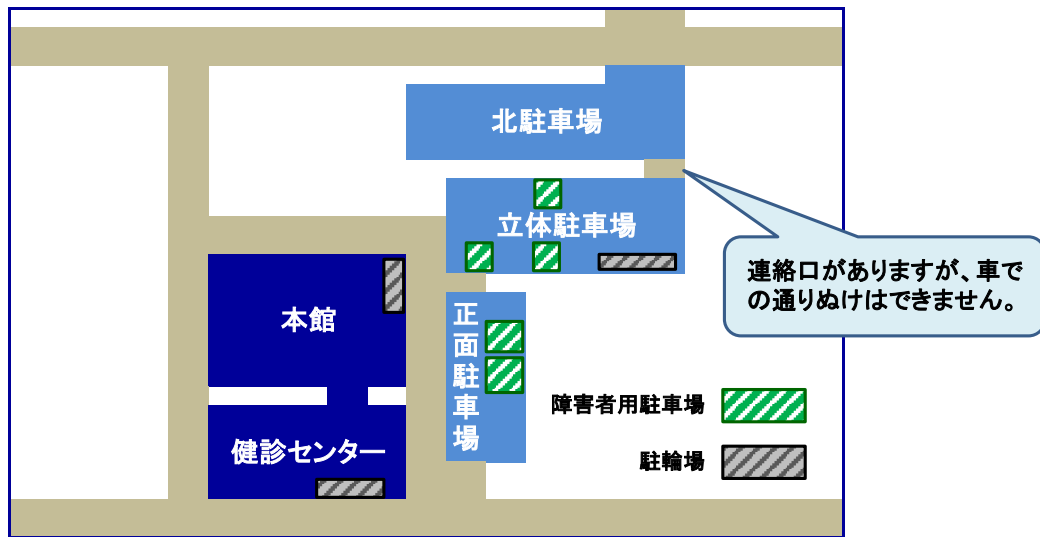 北駐車場
立体駐車場
連絡口がありますが、車で
の通りぬけはできません。
本館
正面駐車場
障害者用駐車場
健診センター
駐輪場